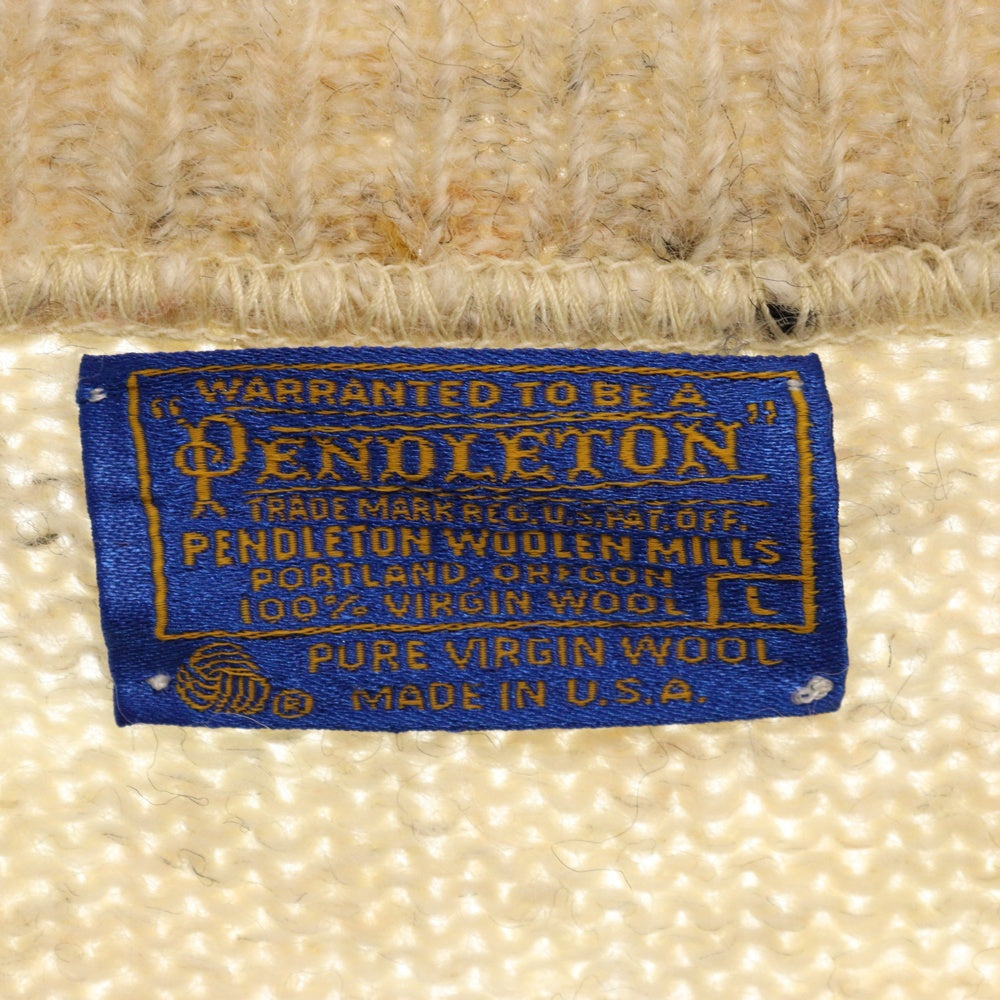 WARRANTED TO BE A
"PENDLETON"
TRADE MARK REG. U.S. PAT. OFF.
PENDLETON WOOLEN MILLS
PORTLAND, OREGON
100% VIRGIN WOOL L
PURE VIRGIN WOOL
® MADE IN U.S.A.